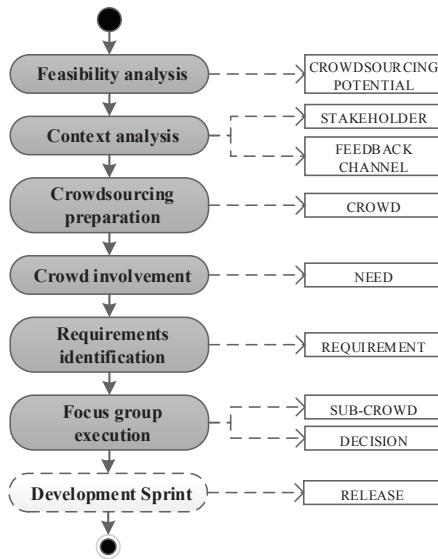 Feasibility analysis
CROWDSOURCING
POTENTIAL
STAKEHOLDER
Context analysis
FEEDBACK
CHANNEL
Crowdsourcing
preparation
CROWD
Crowd involvement
NEED
Requirements
identification
REQUIREMENT
Focus group
execution
SUB-CROWD
DECISION
Development Sprint
RELEASE